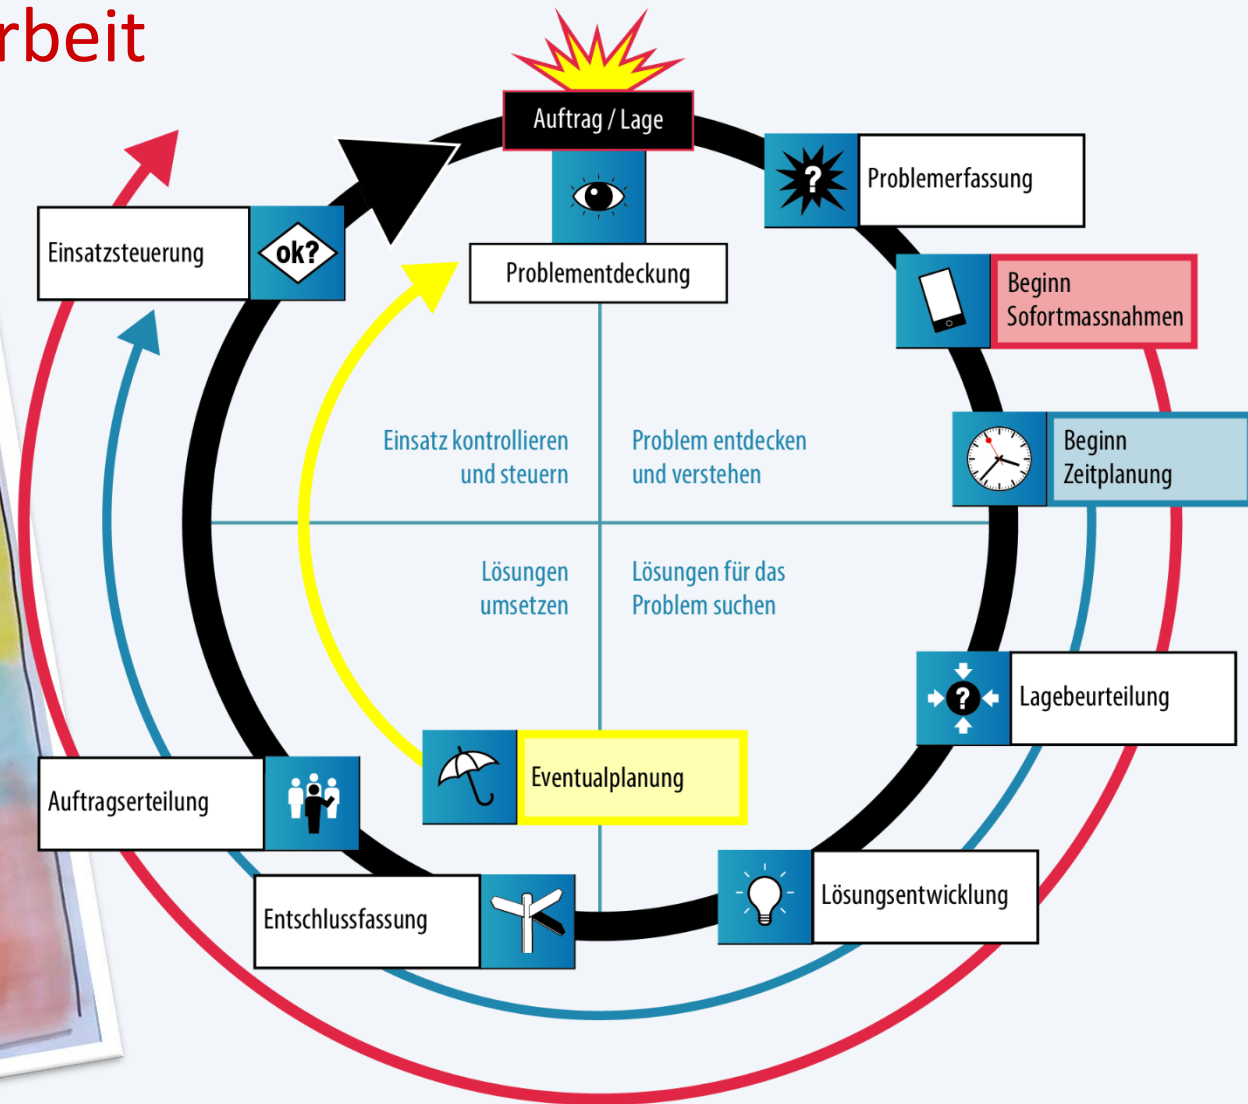 rbeit
Auftrag / Lage
?
Problemerfassung
Problementdeckung
Beginn
Sofortmassnahmen
Beginn
Zeitplanung
Einsatzsteuerung
ok?
Einsatz kontrollieren
und steuern
Problem entdecken
und verstehen
Lösungen
umsetzen
Lösungen für das
Problem suchen
?
Lagebeurteilung
Eventualplanung
Auftragserteilung
Lösungsentwicklung
Entschlussfassung